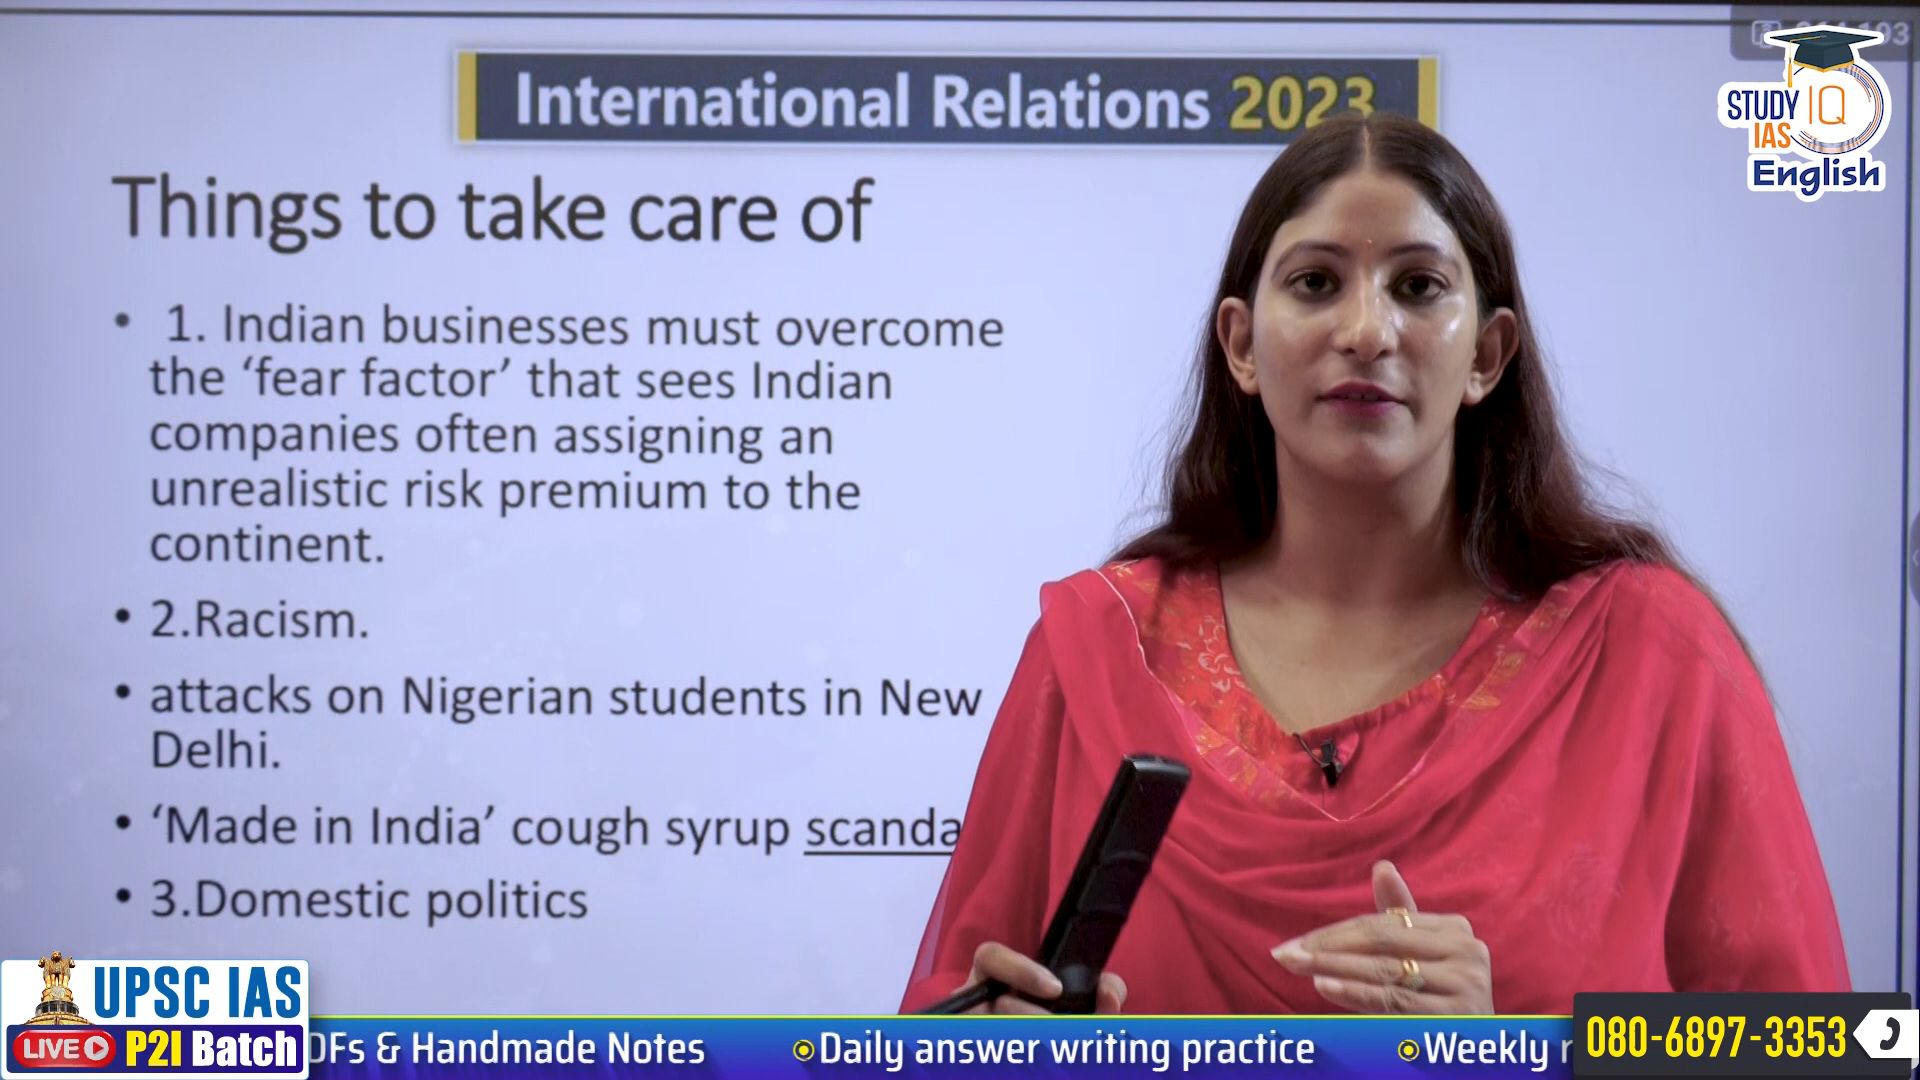 International Relations 2023
STUDY IQ
IAS
English
Things to take care of
• 1. Indian businesses must overcome
the ‘fear factor’ that sees Indian
companies often assigning an
unrealistic risk premium to the
continent.
• 2.Racism.
• attacks on Nigerian students in New
Delhi.
• ‘Made in India’ cough syrup scanda
• 3.Domestic politics
UPSC IAS
LIVE P2I Batch
DFs & Handmade Notes Daily answer writing practice Weekly r
080-6897-3353